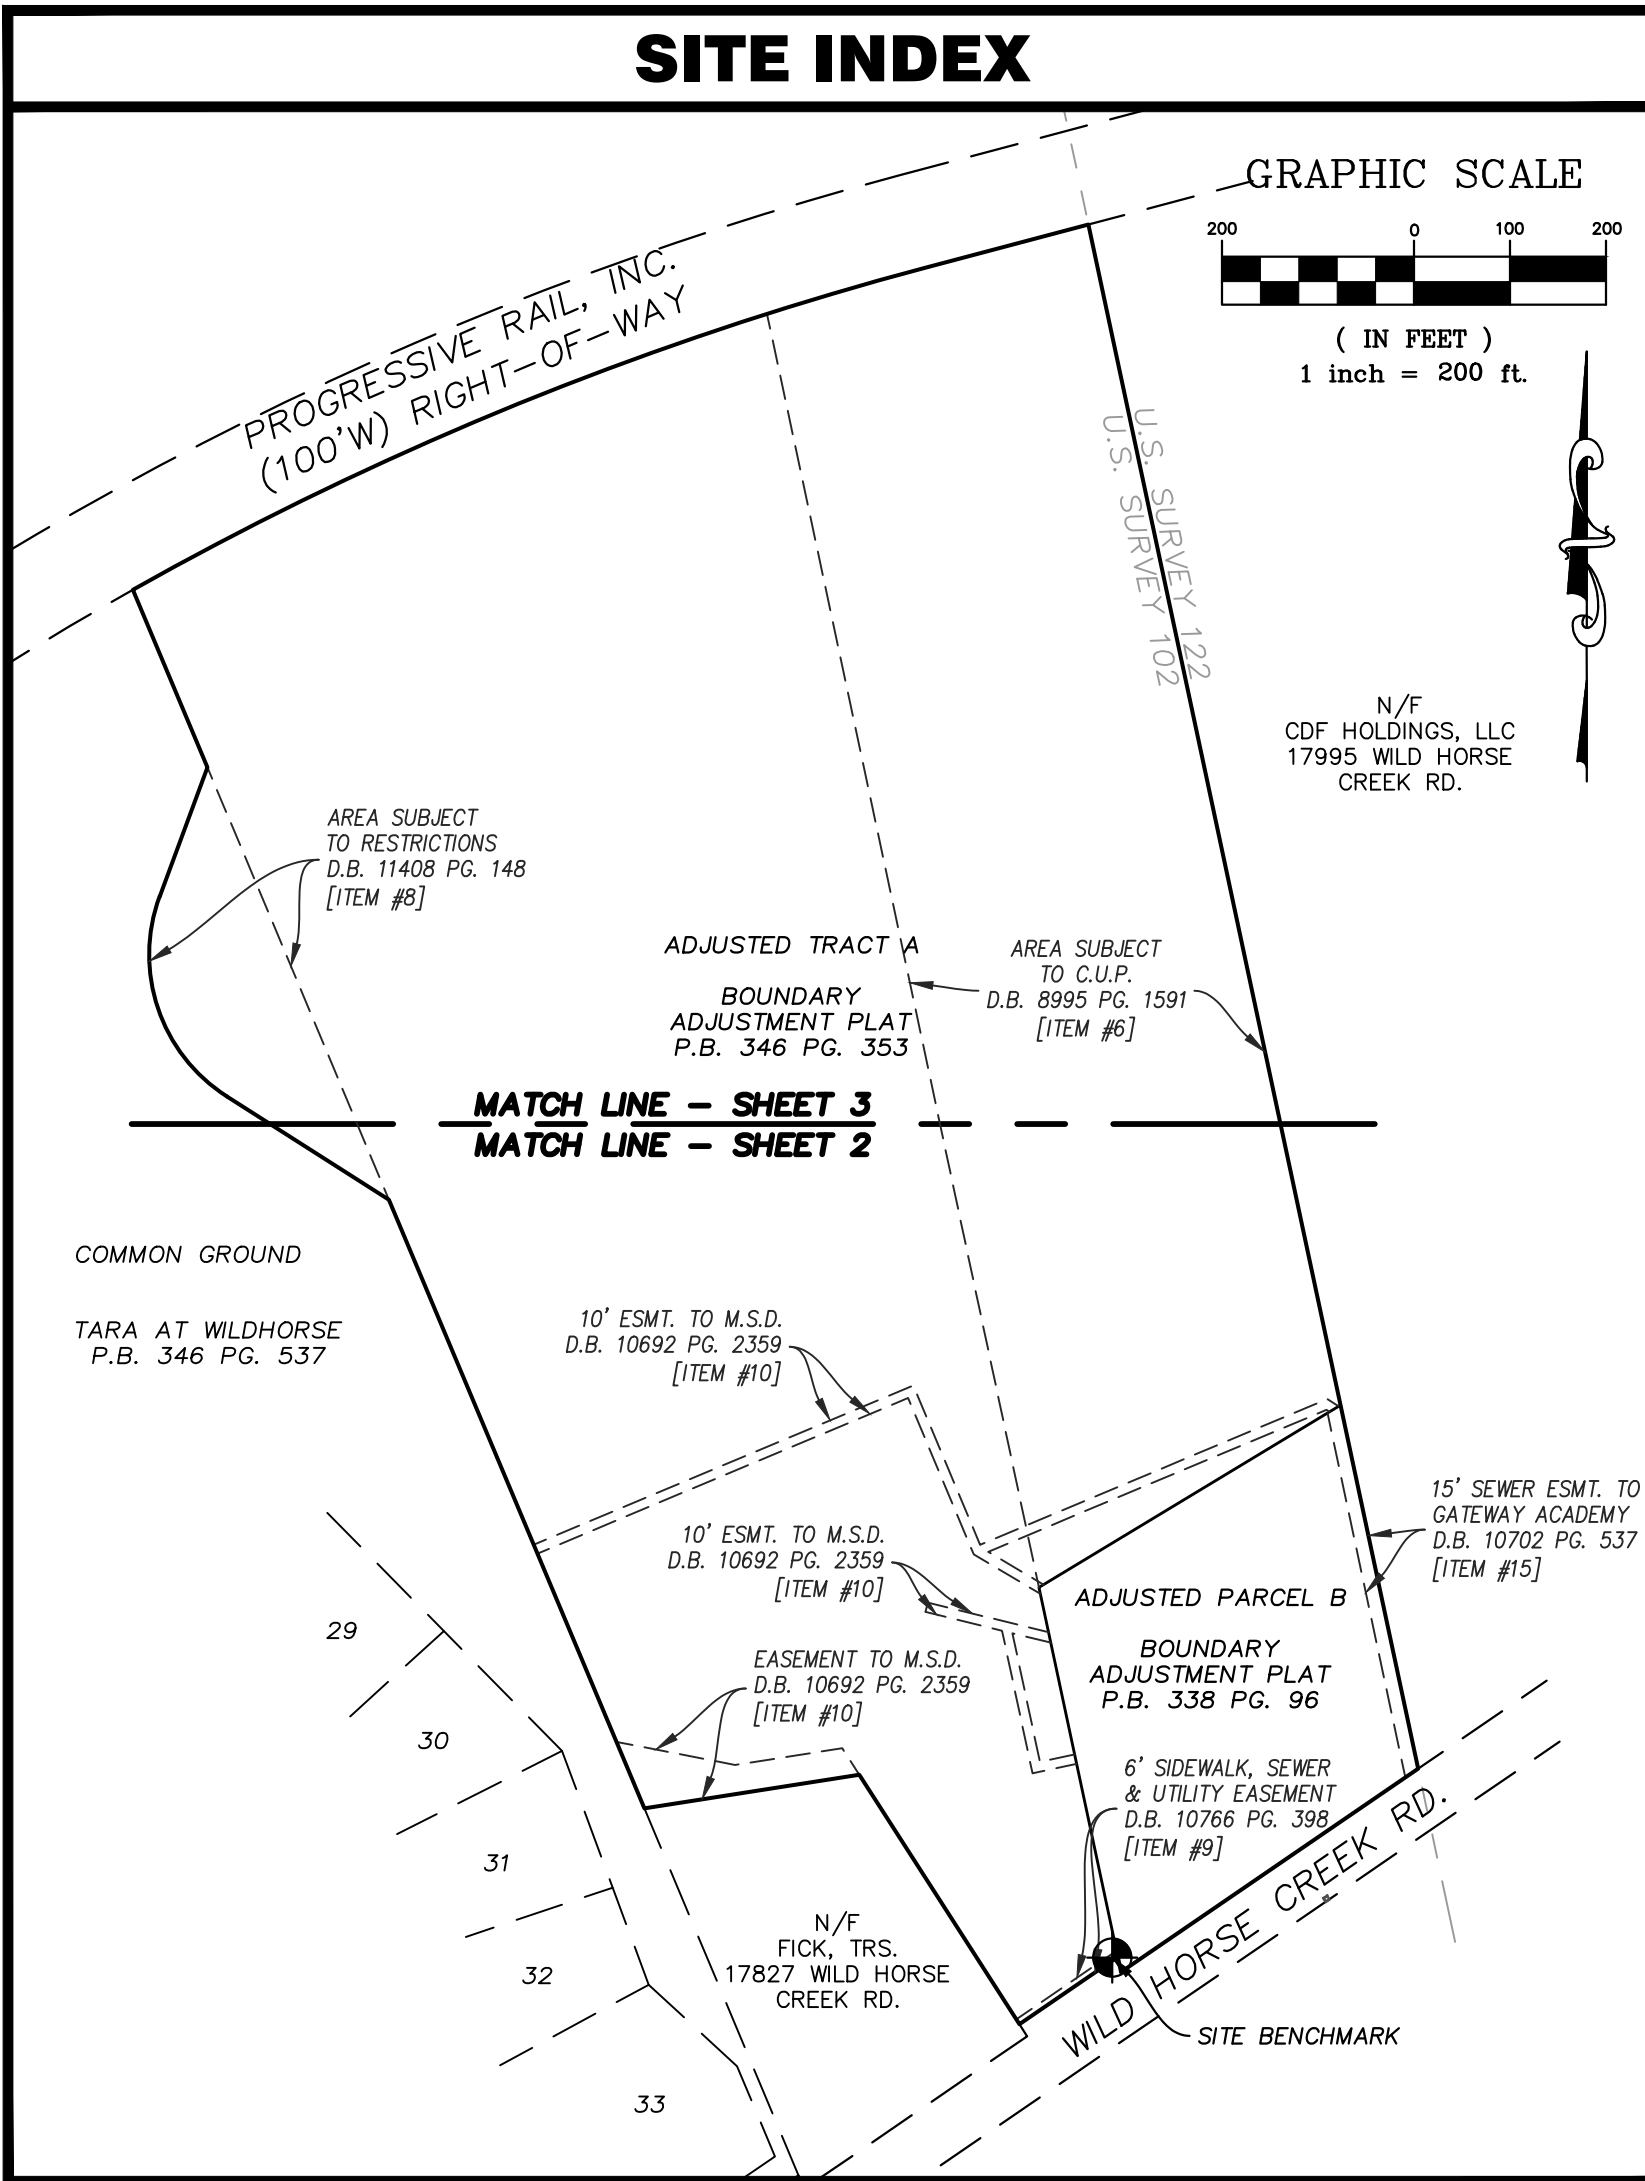 SITE INDEX
GRAPHIC SCALE
200 0 100 200
( IN FEET )
1 inch = 200 ft.
PROGRESSIVE RAIL, INC.
(100'W) RIGHT-OF-WAY
U.S. SURVEY 122
U.S. SURVEY 102
N/F
CDF HOLDINGS, LLC
17995 WILD HORSE
CREEK RD.
AREA SUBJECT
TO RESTRICTIONS
D.B. 11408 PG. 148
[ITEM #8]
ADJUSTED TRACT A
BOUNDARY
ADJUSTMENT PLAT
P.B. 346 PG. 353
AREA SUBJECT
TO C.U.P.
D.B. 8995 PG. 1591
[ITEM #6]
MATCH LINE - SHEET 3
MATCH LINE - SHEET 2
COMMON GROUND
TARA AT WILDHORSE
P.B. 346 PG. 537
10' ESMT. TO M.S.D.
D.B. 10692 PG. 2359
[ITEM #10]
10' ESMT. TO M.S.D.
D.B. 10692 PG. 2359
[ITEM #10]
15' SEWER ESMT. TO
GATEWAY ACADEMY
D.B. 10702 PG. 537
[ITEM #15]
ADJUSTED PARCEL B
BOUNDARY
ADJUSTMENT PLAT
P.B. 338 PG. 96
EASEMENT TO M.S.D.
D.B. 10692 PG. 2359
[ITEM #10]
6' SIDEWALK, SEWER
& UTILITY EASEMENT
D.B. 10766 PG. 398
[ITEM #9]
29
30
31
32
33
N/F
FICK, TRS.
17827 WILD HORSE
CREEK RD.
WILD HORSE CREEK RD.
SITE BENCHMARK